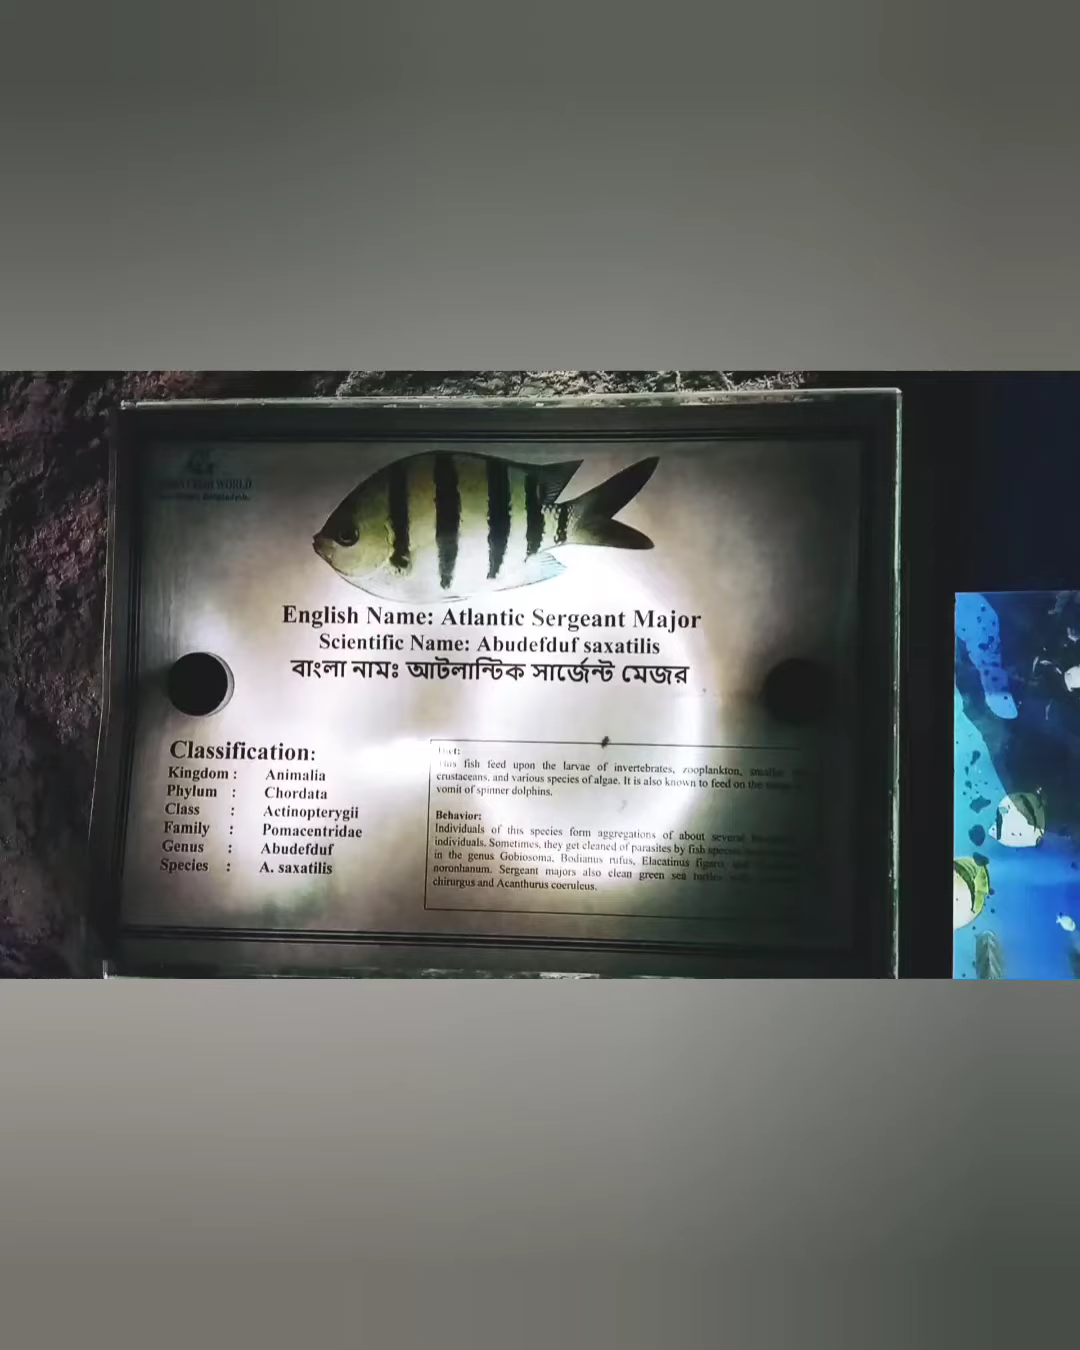 WORLD
English Name: Atlantic Sergeant Major
Scientific Name: Abudefduf saxatilis
বাংলা নামঃ আটলান্টিক সার্জেন্ট মেজর
Classification:
Kingdom : Animalia
Phylum : Chordata
Class : Actinopterygii
Family : Pomacentridae
Genus : Abudefduf
Species : A. saxatilis
fish feed upon the larvae of invertebrates, zooplankton, smaller
crustaceans, and various species of algae. It is also known to feed on the
vomit of spinner dolphins.
Behavior:
Individuals of this species form aggregations of about several
individuals. Sometimes, they get cleaned of parasites by fish species
in the genus Gobiosoma, Bodianus rufus, Elacatinus figaro,
noronhanum. Sergeant majors also clean green sea turtles
chirurgus and Acanthurus coeruleus.